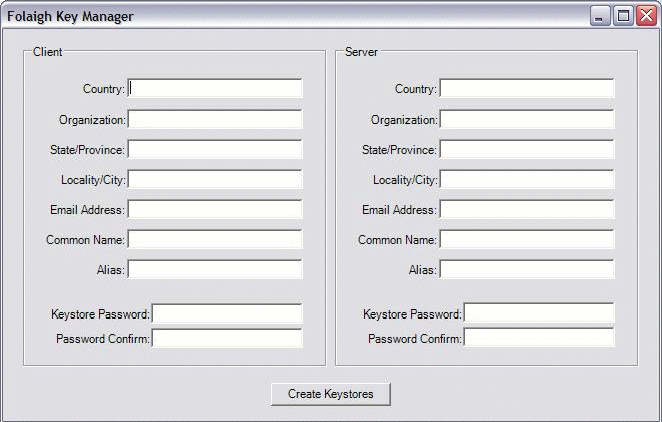 Folaigh Key Manager
Client
Country:
Organization:
State/Province:
Locality/City:
Email Address:
Common Name:
Alias:
Keystore Password:
Password Confirm:
Server
Country:
Organization:
State/Province:
Locality/City:
Email Address:
Common Name:
Alias:
Keystore Password:
Password Confirm:
Create Keystores